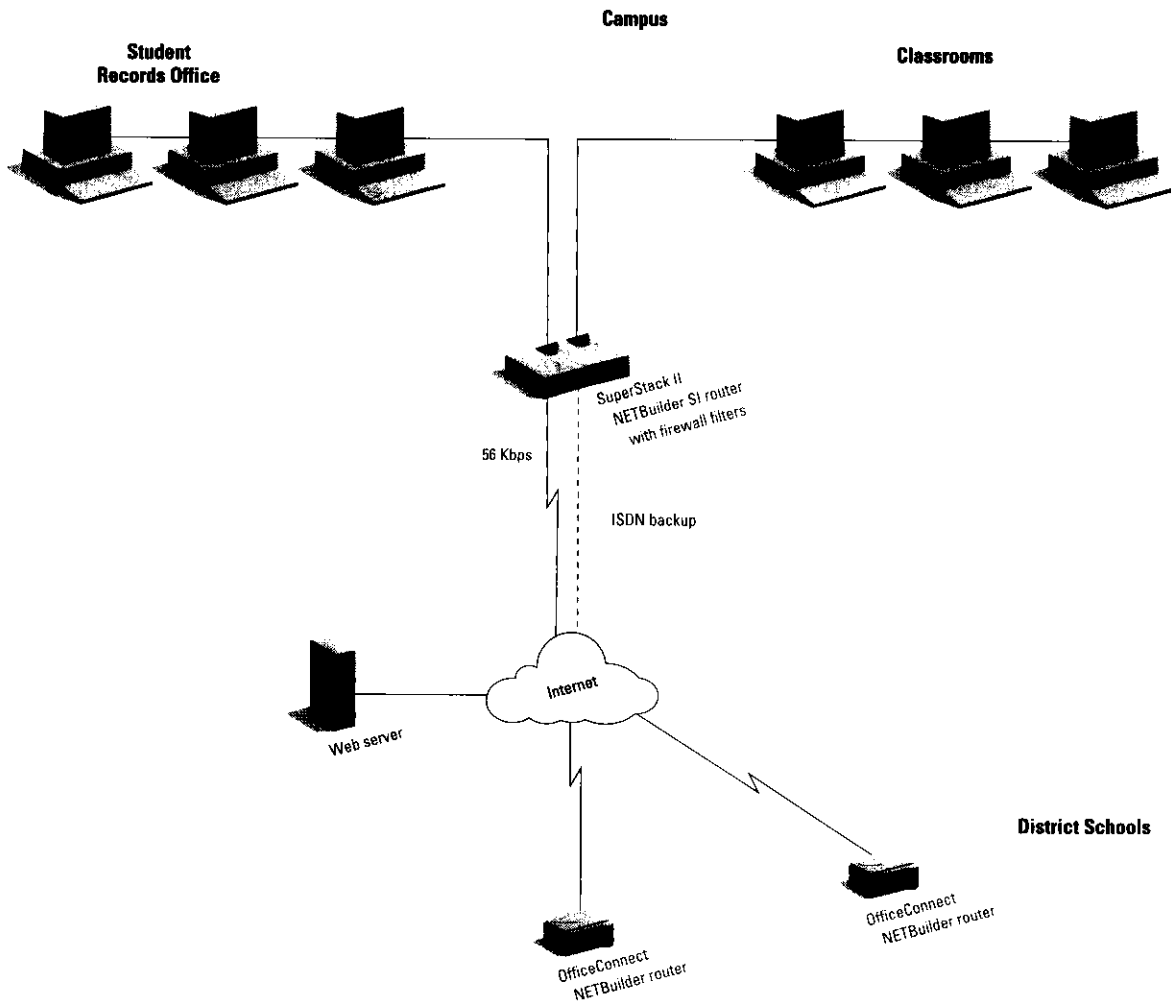 Campus
Student
Records Office
Classrooms
SuperStack II
NETBuilder SI router
with firewall filters
56 Kbps
ISDN backup
Internet
Web server
District Schools
OfficeConnect
NETBuilder router
OfficeConnect
NETBuilder router